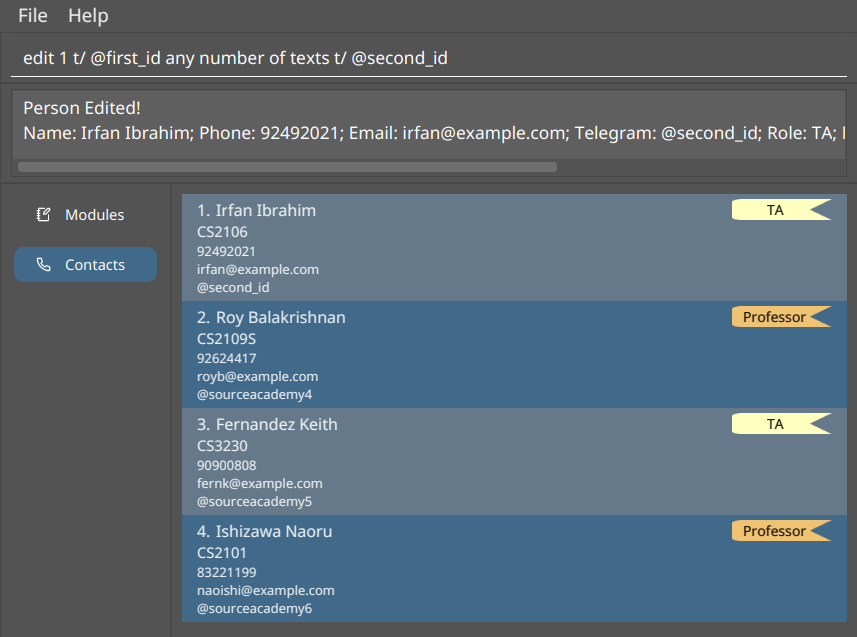 File Help
edit 1 t/ @first_id any number of texts t/ @second_id
Person Edited!
Name: Irfan Ibrahim; Phone: 92492021; Email: irfan@example.com; Telegram: @second_id; Role: TA;
Modules
Contacts
1. Irfan Ibrahim TA
CS2106
92492021
irfan@example.com
@second_id
2. Roy Balakrishnan Professor
CS2109S
92624417
royb@example.com
@sourceacademy4
3. Fernandez Keith TA
CS3230
90900808
fernk@example.com
@sourceacademy5
4. Ishizawa Naoru Professor
CS2101
83221199
naoishi@example.com
@sourceacademy6